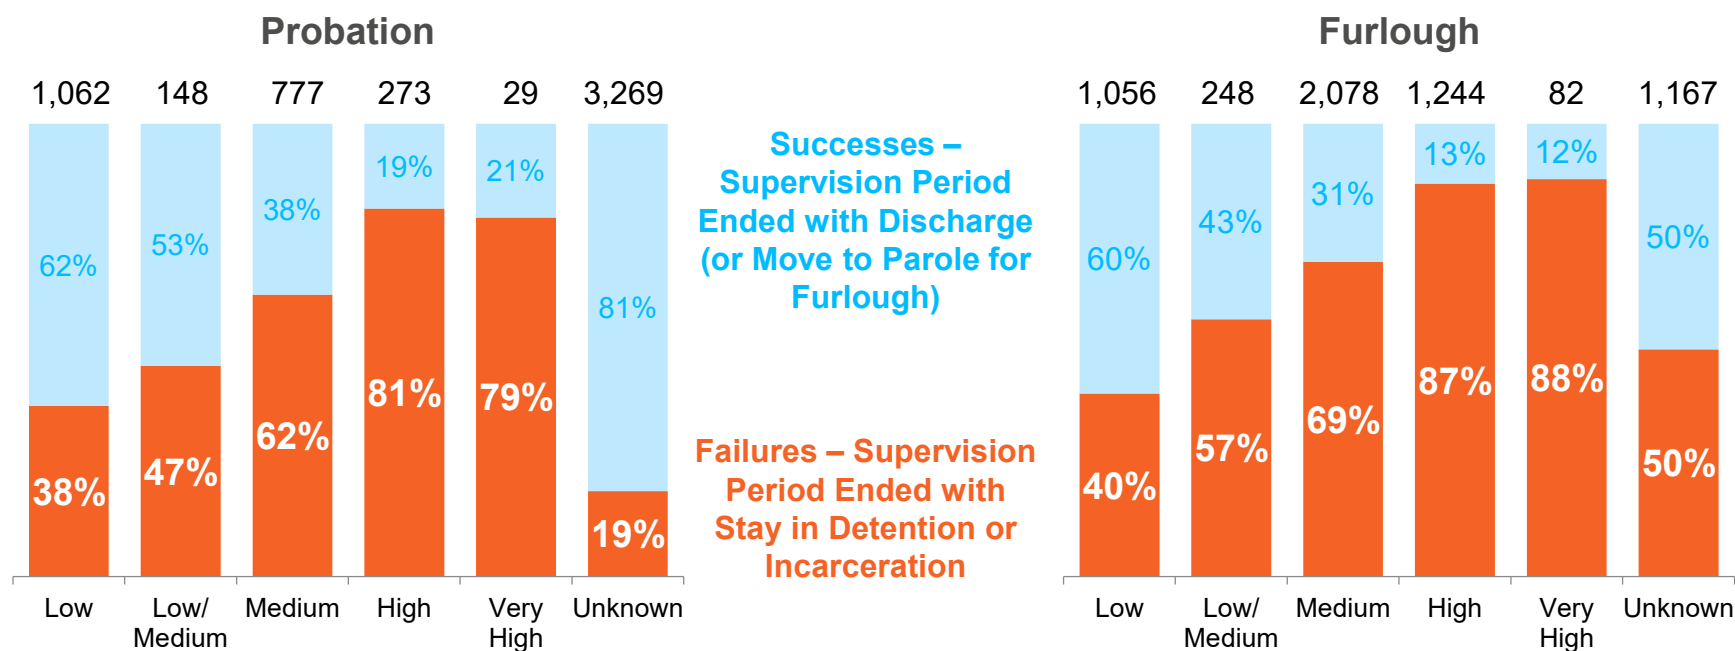 Probation
1,062 148 777 273 29 3,269
62% 53% 38% 19% 21% 81%
38% 47% 62% 81% 79% 19%
Low Low/ Medium High Very Unknown
Medium High
Successes –
Supervision Period
Ended with Discharge
(or Move to Parole for
Furlough)
Failures – Supervision
Period Ended with
Stay in Detention or
Incarceration
Furlough
1,056 248 2,078 1,244 82 1,167
60% 43% 31% 13% 12% 50%
40% 57% 69% 87% 88% 50%
Low Low/ Medium High Very Unknown
Medium High